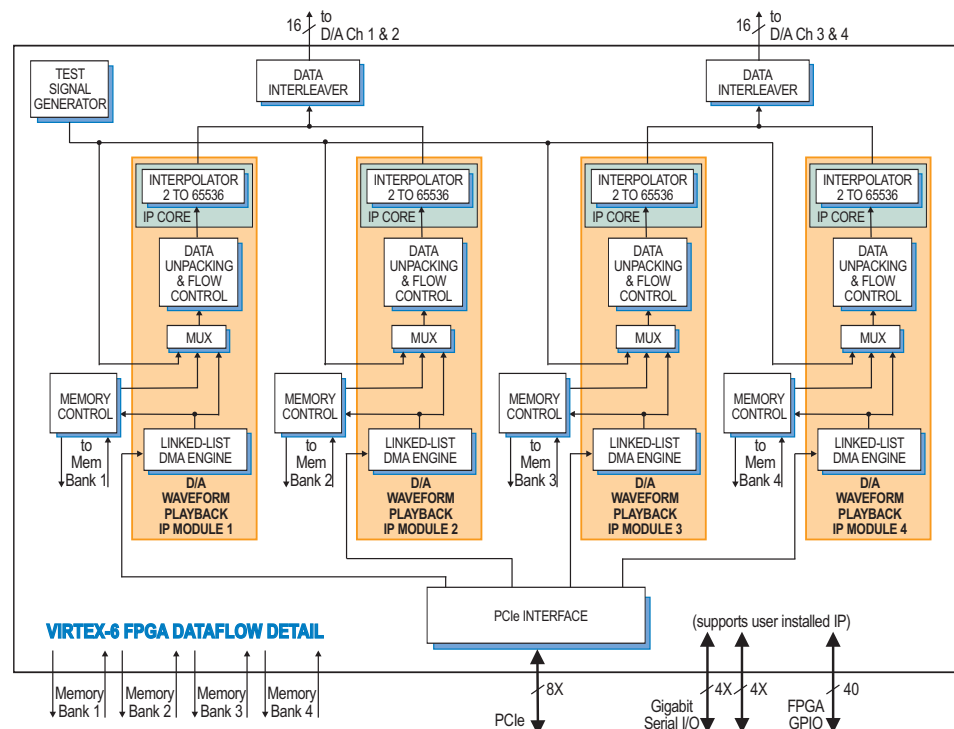 16
to
D/A Ch 1 & 2
16
to
D/A Ch 3 & 4
TEST
SIGNAL
GENERATOR
DATA
INTERLEAVER
DATA
INTERLEAVER
INTERPOLATOR
2 TO 65536
IP CORE
INTERPOLATOR
2 TO 65536
IP CORE
INTERPOLATOR
2 TO 65536
IP CORE
INTERPOLATOR
2 TO 65536
IP CORE
DATA
UNPACKING
& FLOW
CONTROL
DATA
UNPACKING
& FLOW
CONTROL
DATA
UNPACKING
& FLOW
CONTROL
DATA
UNPACKING
& FLOW
CONTROL
MUX
MUX
MUX
MUX
MEMORY
CONTROL
MEMORY
CONTROL
MEMORY
CONTROL
MEMORY
CONTROL
to
Mem
Bank 1
LINKED-LIST
DMA ENGINE
to
Mem
Bank 2
LINKED-LIST
DMA ENGINE
to
Mem
Bank 3
LINKED-LIST
DMA ENGINE
to
Mem
Bank 4
LINKED-LIST
DMA ENGINE
D/A
WAVEFORM
PLAYBACK
IP MODULE 1
D/A
WAVEFORM
PLAYBACK
IP MODULE 2
D/A
WAVEFORM
PLAYBACK
IP MODULE 3
D/A
WAVEFORM
PLAYBACK
IP MODULE 4
PCIe INTERFACE
VIRTEX-6 FPGA DATAFLOW DETAIL
(supports user installed IP)
Memory
Bank 1
Memory
Bank 2
Memory
Bank 3
Memory
Bank 4
8X
PCIe
4X
4X
Gigabit
Serial I/O
40
FPGA
GPIO